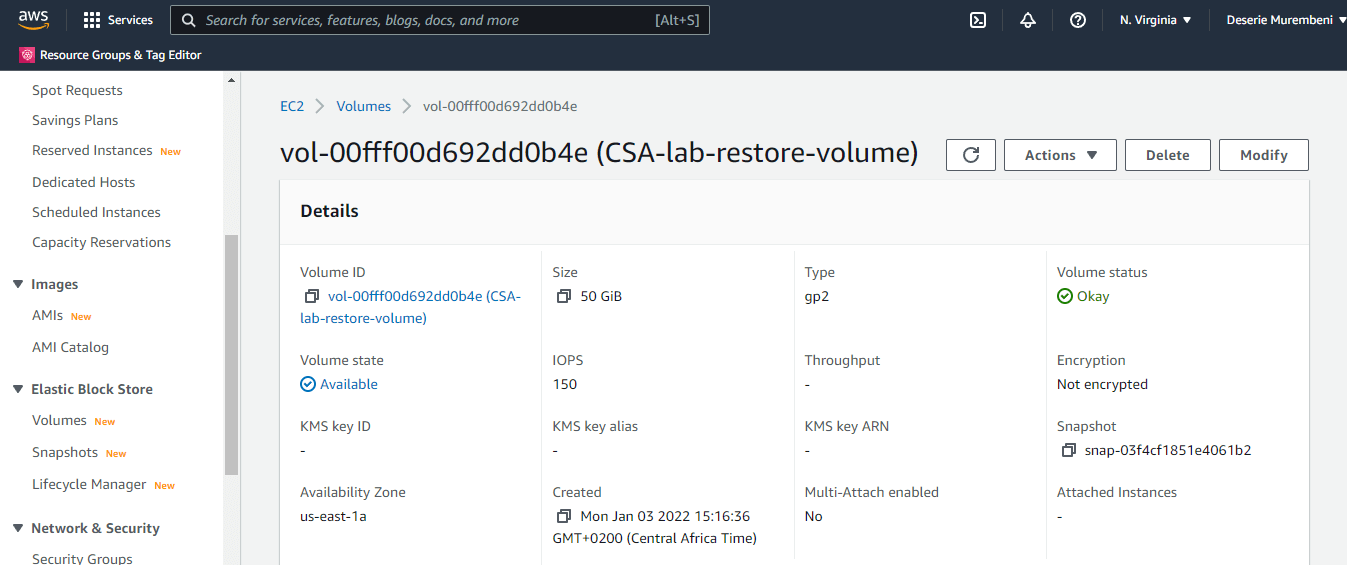 aws
Services
Search for services, features, blogs, docs, and more
[Alt+S]
N. Virginia
Deserie Murembeni
Resource Groups & Tag Editor
Spot Requests
Savings Plans
Reserved Instances New
Dedicated Hosts
Scheduled Instances
Capacity Reservations
Images
AMIs New
AMI Catalog
Elastic Block Store
Volumes New
Snapshots New
Lifecycle Manager New
Network & Security
Security Groups
EC2 > Volumes > vol-00fff00d692dd0b4e
vol-00fff00d692dd0b4e (CSA-lab-restore-volume)
Actions
Delete
Modify
Details
Volume ID
vol-00fff00d692dd0b4e (CSA-
lab-restore-volume)
Size
50 GiB
Type
gp2
Volume status
Okay
Volume state
Available
IOPS
150
Throughput
-
Encryption
Not encrypted
KMS key ID
-
KMS key alias
-
KMS key ARN
-
Snapshot
snap-03f4cf1851e4061b2
Availability Zone
us-east-1a
Created
Mon Jan 03 2022 15:16:36
GMT+0200 (Central Africa Time)
Multi-Attach enabled
No
Attached Instances
-